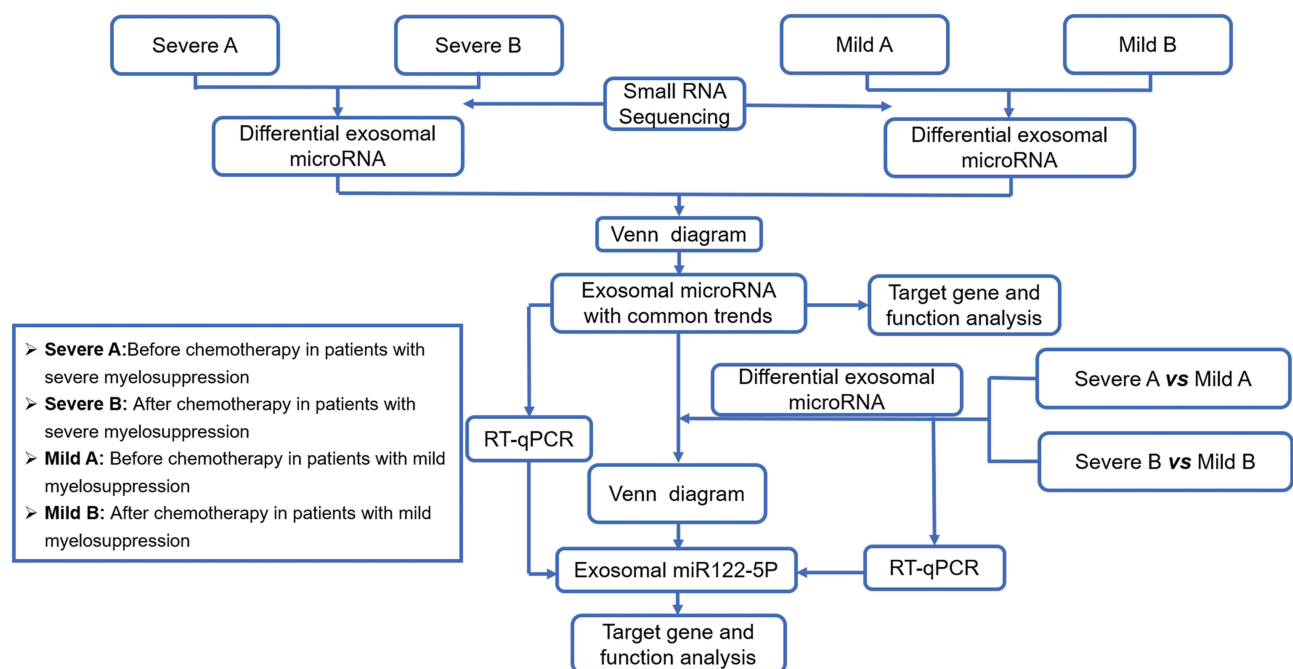 Severe A
Severe B
Mild A
Mild B
Small RNA
Sequencing
Differential exosomal
microRNA
Differential exosomal
microRNA
Venn diagram
Exosomal microRNA
with common trends
Target gene and
function analysis
➢ Severe A:Before chemotherapy in patients with
severe myelosuppression
➢ Severe B: After chemotherapy in patients with
severe myelosuppression
➢ Mild A: Before chemotherapy in patients with mild
myelosuppression
➢ Mild B: After chemotherapy in patients with mild
myelosuppression
Differential exosomal
microRNA
Severe A vs Mild A
RT-qPCR
Severe B vs Mild B
Venn diagram
Exosomal miR122-5P
RT-qPCR
Target gene and
function analysis